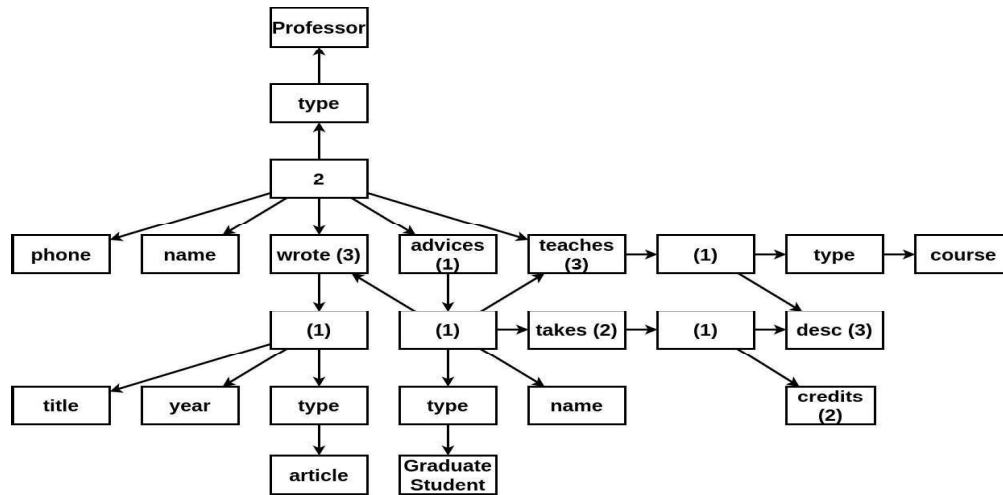 Professor
type
2
phone
name
wrote (3)
advices
(1)
teaches
(3)
(1)
type
course
(1)
(1)
takes (2)
(1)
desc (3)
title
year
type
type
name
credits
(2)
article
Graduate
Student